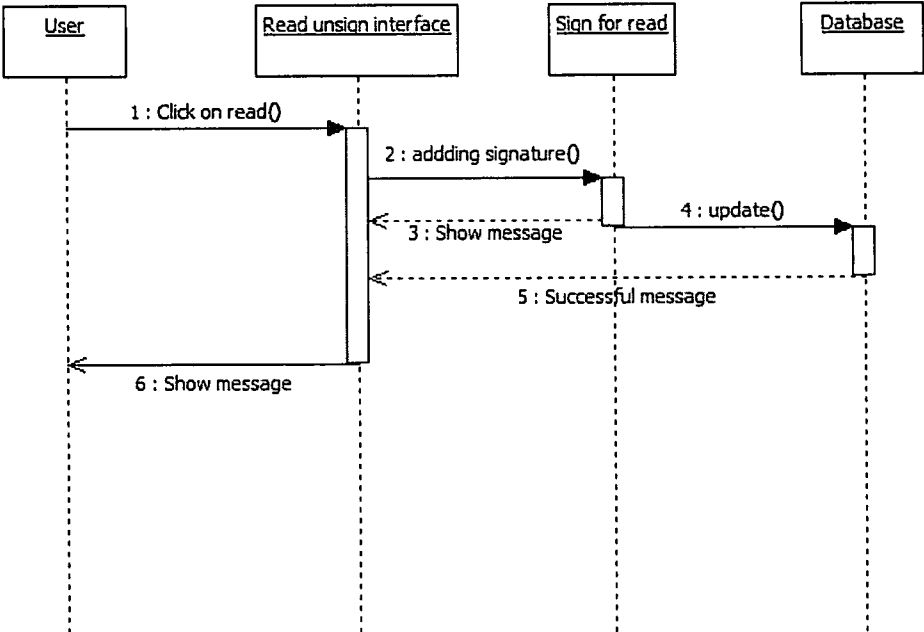 User
Read unsign interface
Sign for read
Database
1 : Click on read()
2 : addding signature()
3 : Show message
4 : update()
5 : Successful message
6 : Show message